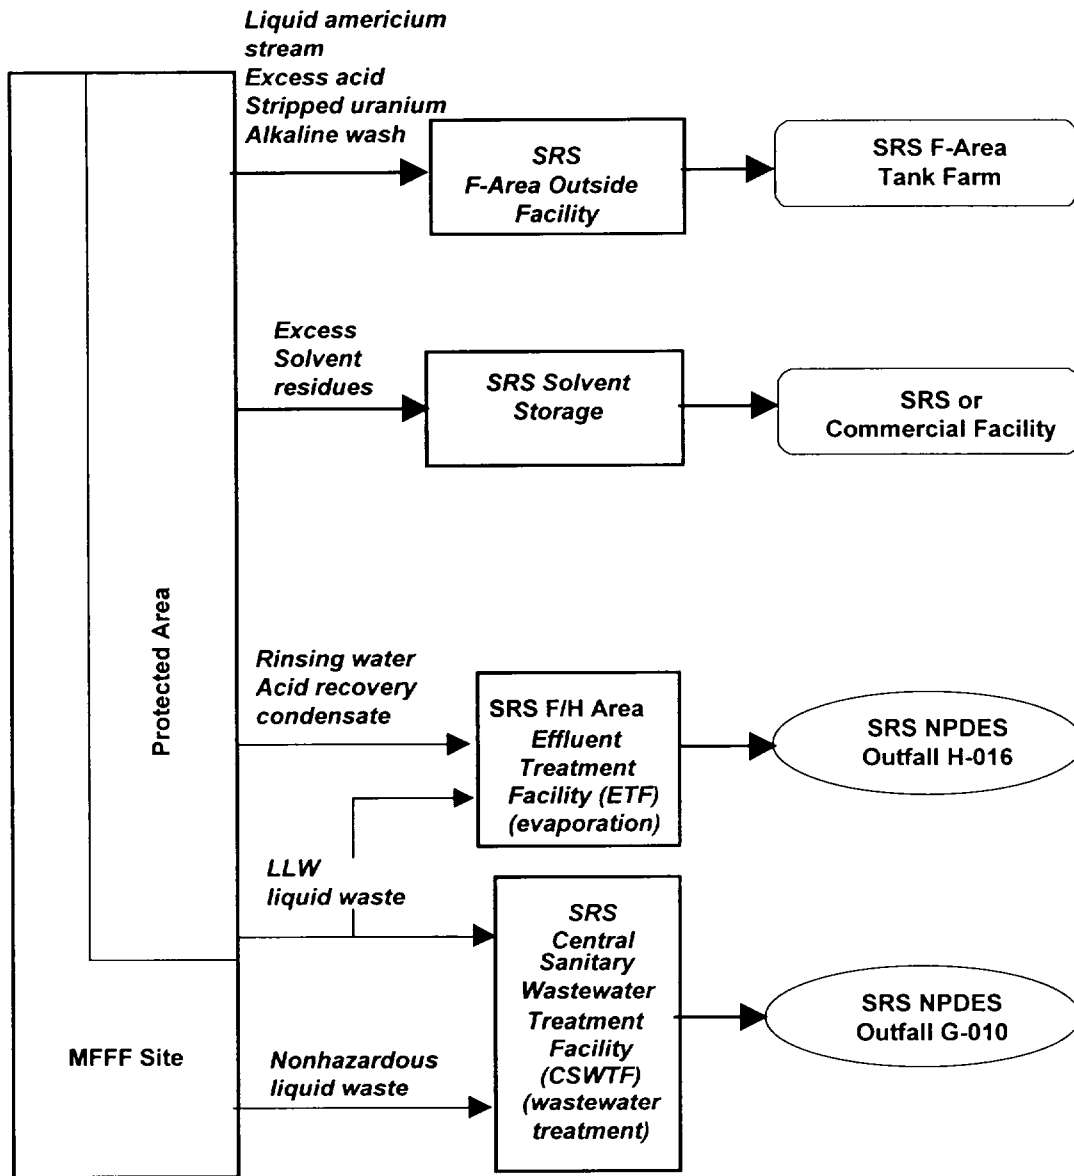 Liquid americium
stream
Excess acid
Stripped uranium
Alkaline wash
SRS
F-Area Outside
Facility
SRS F-Area
Tank Farm
Excess
Solvent
residues
SRS Solvent
Storage
SRS or
Commercial Facility
Protected Area
Rinsing water
Acid recovery
condensate
SRS F/H Area
Effluent
Treatment
Facility (ETF)
(evaporation)
SRS NPDES
Outfall H-016
LLW
liquid waste
SRS
Central
Sanitary
Wastewater
Treatment
Facility
(CSWTF)
(wastewater
treatment)
SRS NPDES
Outfall G-010
MFFF Site
Nonhazardous
liquid waste